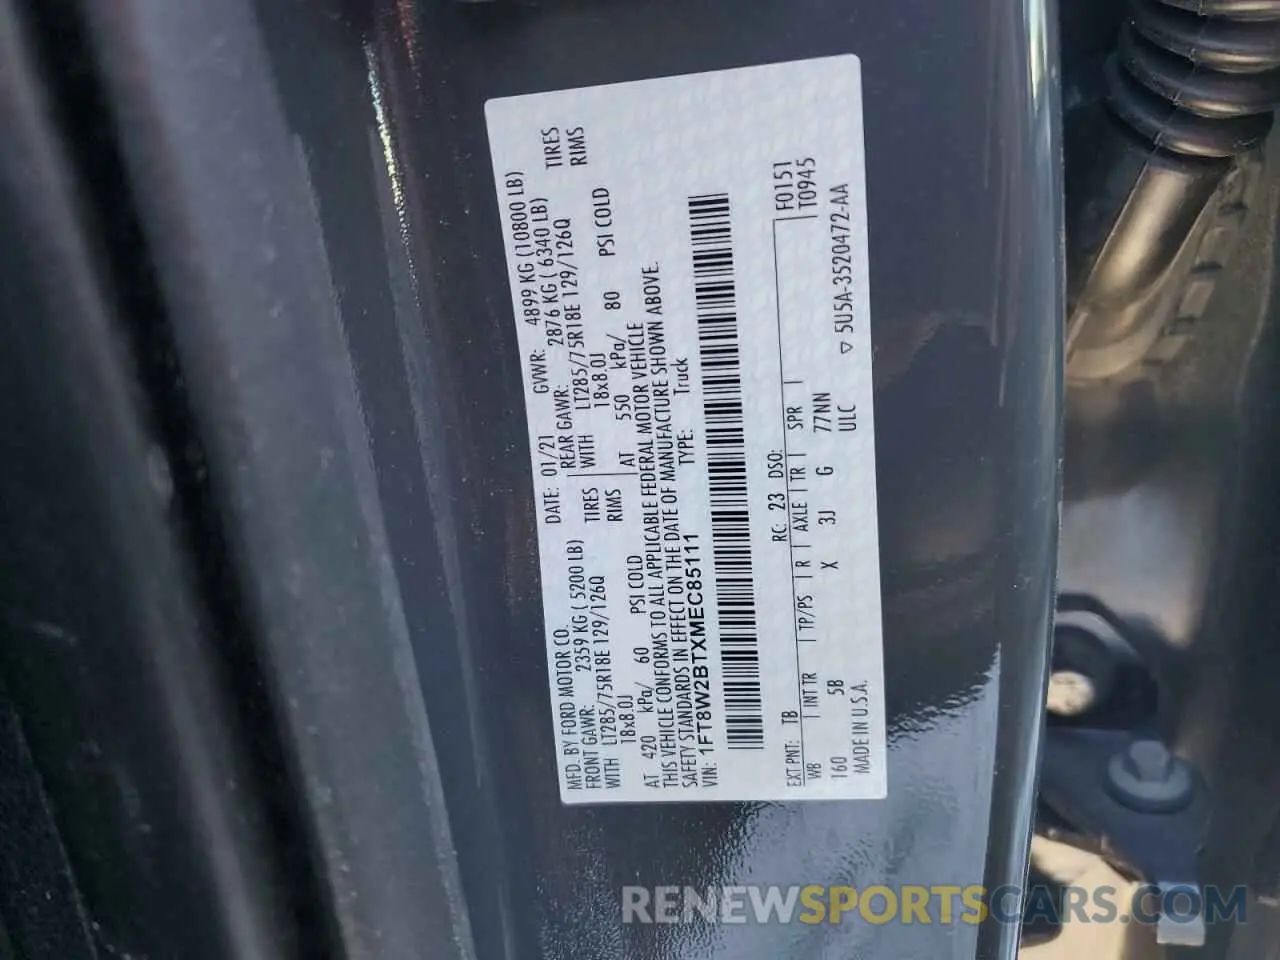 MFD. BY FORD MOTOR CO.
DATE: 01/21 GVWR: 4899 KG (10800 LB)
FRONT GAWR: 2359 KG ( 5200 LB) REAR GAWR: 2876 KG ( 6340 LB)
WITH LT285/75R18E 129/126Q TIRES WITH LT285/75R18E 129/126Q TIRES
18x8.0J RIMS 18x8.0J RIMS
AT 420 kPa/ 60 PSI COLD AT 550 kPa/ 80 PSI COLD
THIS VEHICLE CONFORMS TO ALL APPLICABLE FEDERAL MOTOR VEHICLE
SAFETY STANDARDS IN EFFECT ON THE DATE OF MANUFACTURE SHOWN ABOVE.
VIN: 1FT8W2BTXMEC85111 TYPE: Truck
EXT PNT: TB RC: 23 DSO: F0151
WB INT TR TP/PS R AXLE TR SPR T0945
160 5B X 3J G 77NN
MADE IN U.S.A. ULC ▽ 5U5A-3520472-AA
RENEWSPORTSCARS.COM